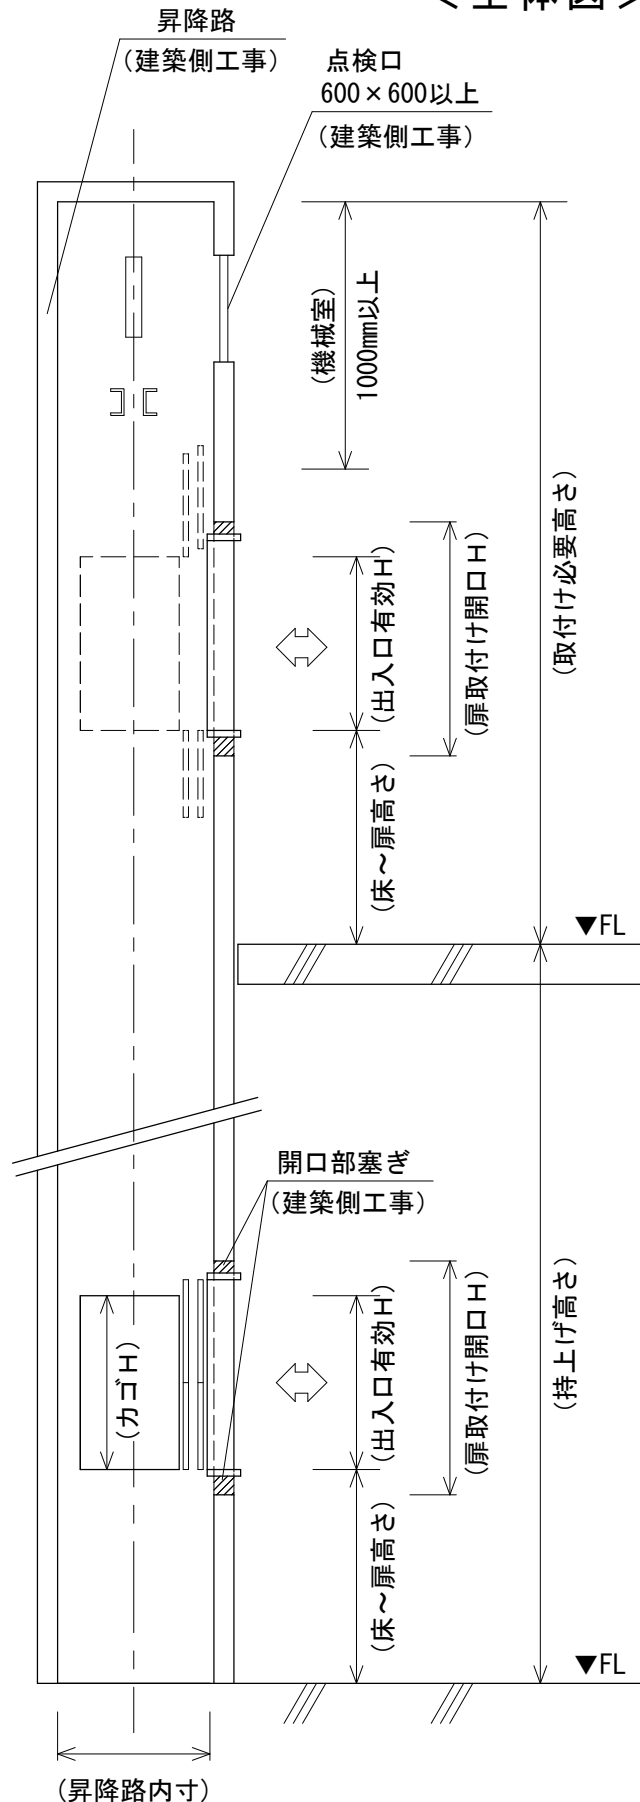 ＜全体図＞
昇降路
(建築側工事)
点検口
600×600以上
(建築側工事)
(機械室)
1000mm以上
(取付け必要高さ)
(出入口有効H)
(扉取付け開口H)
(床～扉高さ)
▼FL
開口部塞ぎ
(建築側工事)
(カゴH)
(出入口有効H)
(扉取付け開口H)
(持上げ高さ)
(床～扉高さ)
▼FL
(昇降路内寸)